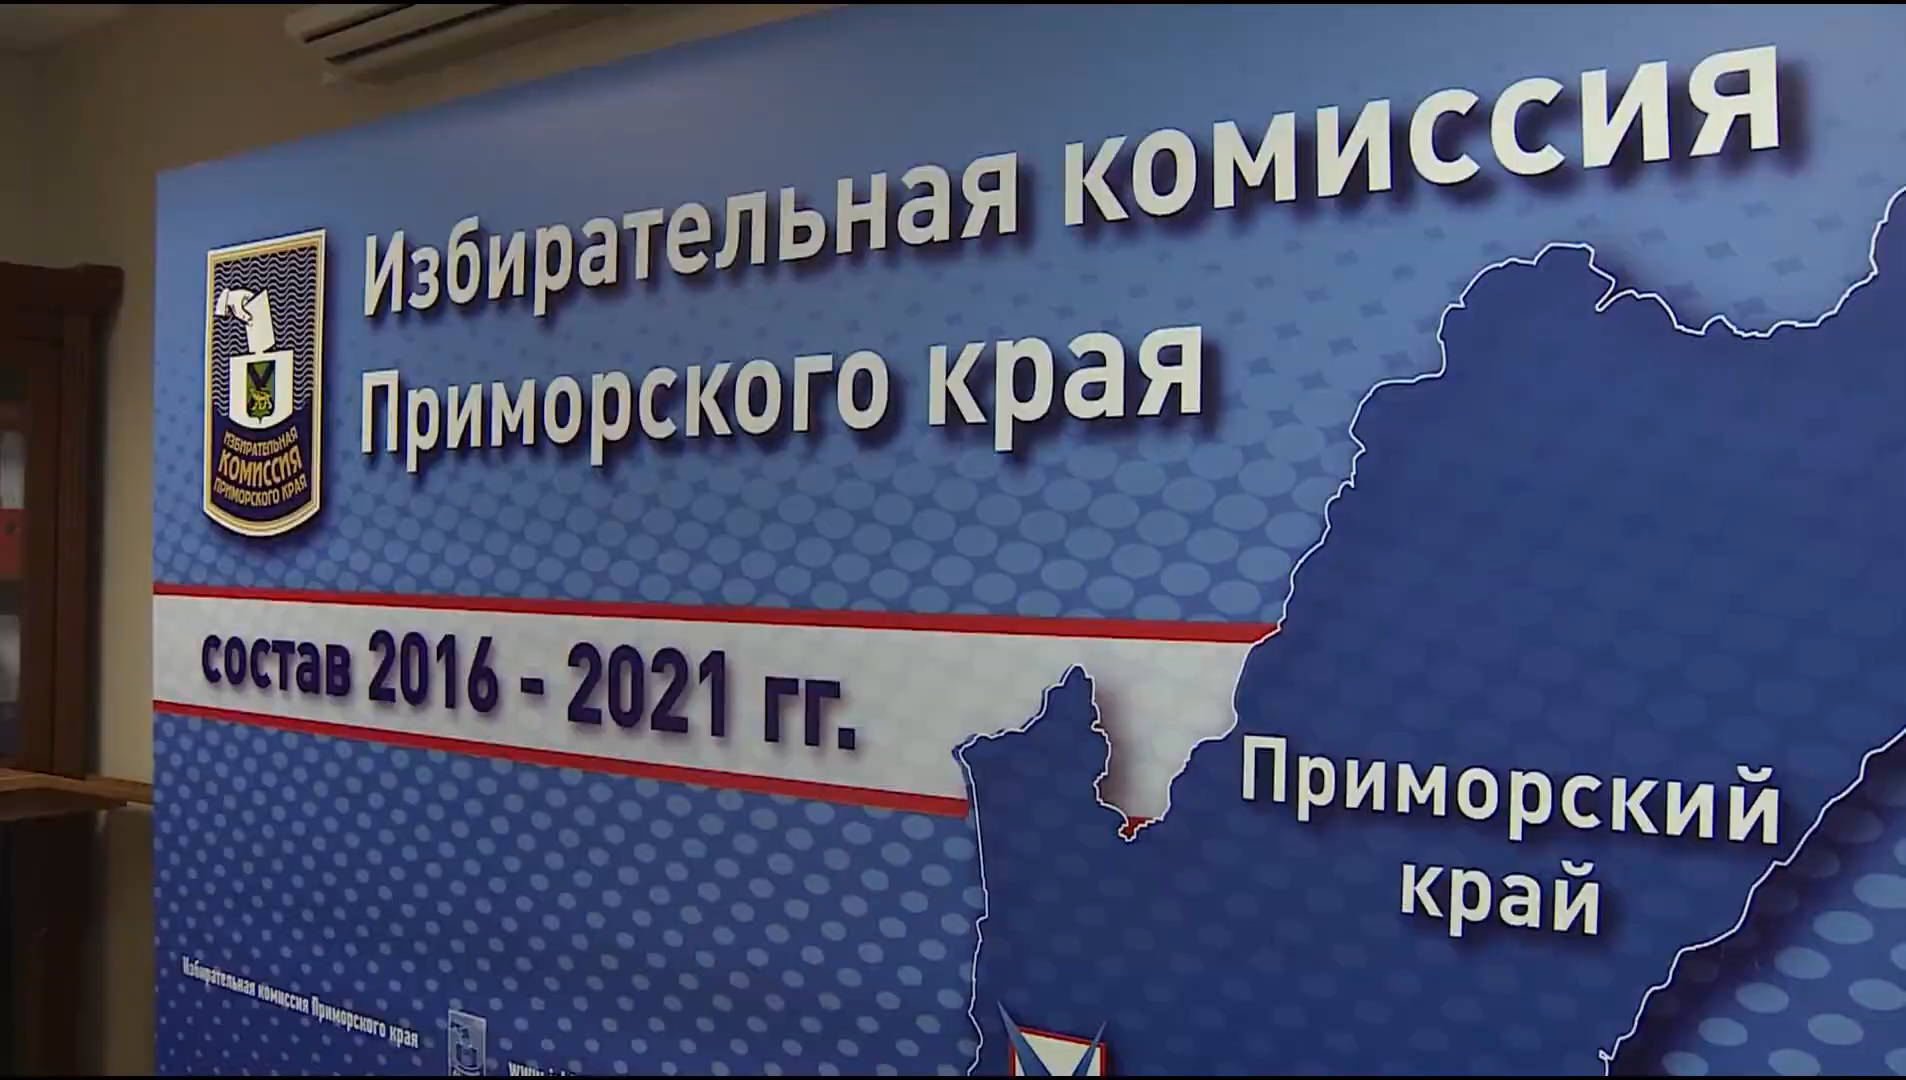 Избирательная комиссия
Приморского края
ИЗБИРАТЕЛЬНАЯ
КОМИССИЯ
ПРИМОРСКОГО КРАЯ
состав 2016 - 2021 гг.
Приморский
край
Избирательная комиссия Приморского края